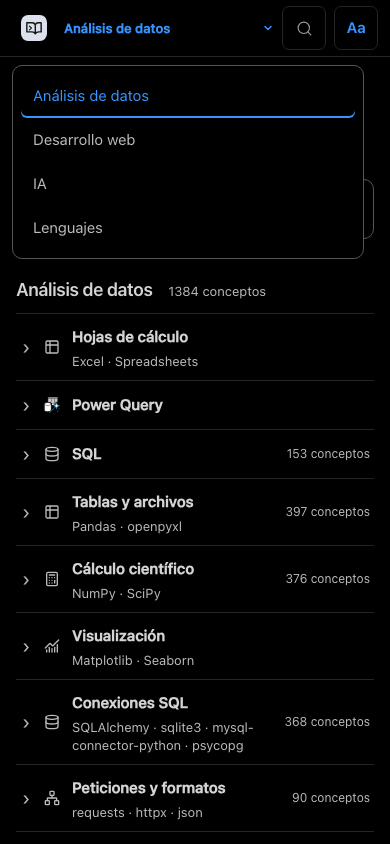 Análisis de datos
Aa
Análisis de datos
Desarrollo web
IA
Lenguajes
Análisis de datos 1384 conceptos
Hojas de cálculo
Excel · Spreadsheets
Power Query
SQL 153 conceptos
Tablas y archivos
397 conceptos
Pandas · openpyxl
Cálculo científico
376 conceptos
NumPy · SciPy
Visualización
Matplotlib · Seaborn
Conexiones SQL
368 conceptos
SQLAlchemy · sqlite3 · mysql-
connector-python · psycopg
Peticiones y formatos
90 conceptos
requests · httpx · json